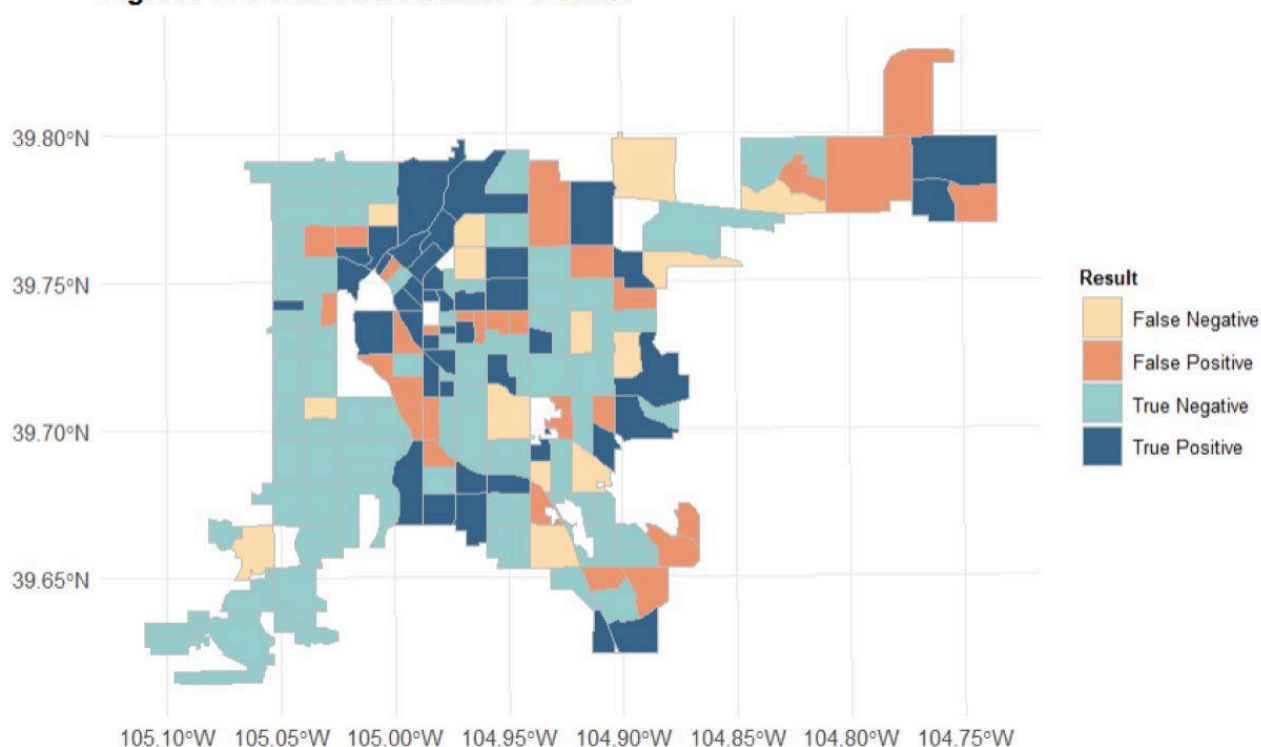 39.80°N
39.75°N
39.70°N
39.65°N
105.10°W 105.05°W 105.00°W 104.95°W 104.90°W 104.85°W 104.80°W 104.75°W
Result
False Negative
False Positive
True Negative
True Positive